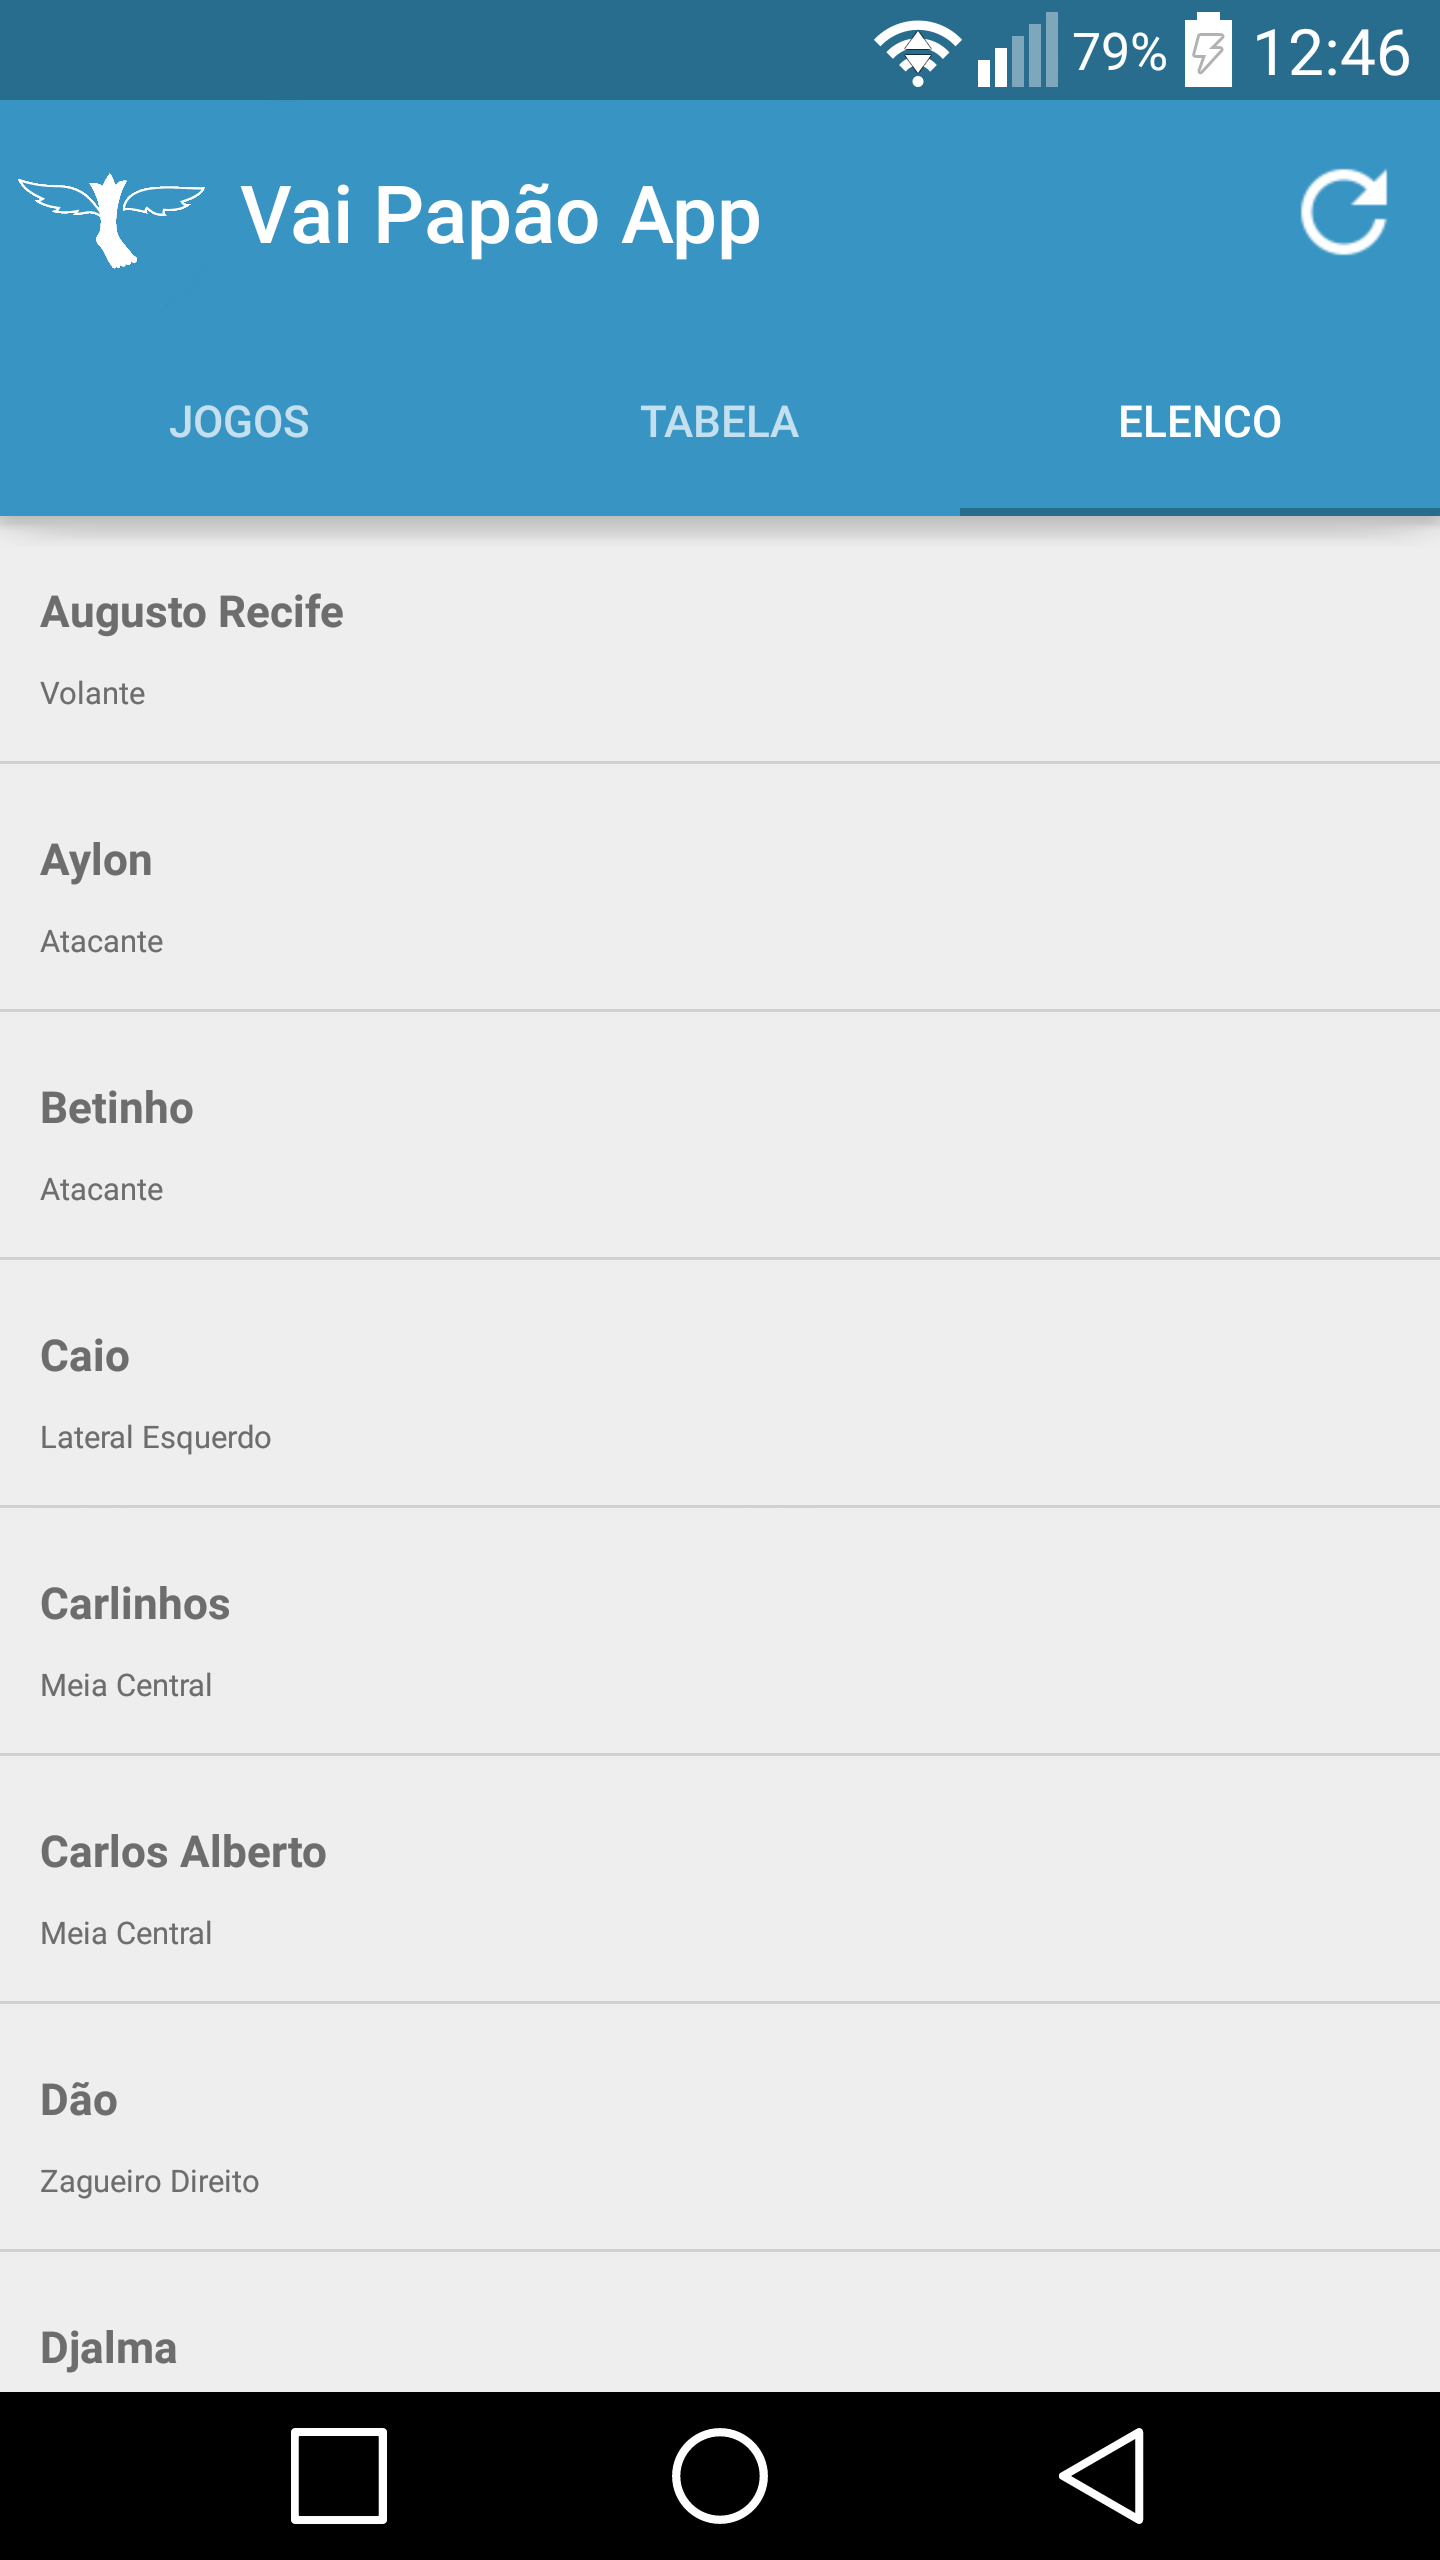 79% 12:46
Vai Papão App
JOGOS TABELA ELENCO
Augusto Recife
Volante
Aylon
Atacante
Betinho
Atacante
Caio
Lateral Esquerdo
Carlinhos
Meia Central
Carlos Alberto
Meia Central
Dão
Zagueiro Direito
Djalma